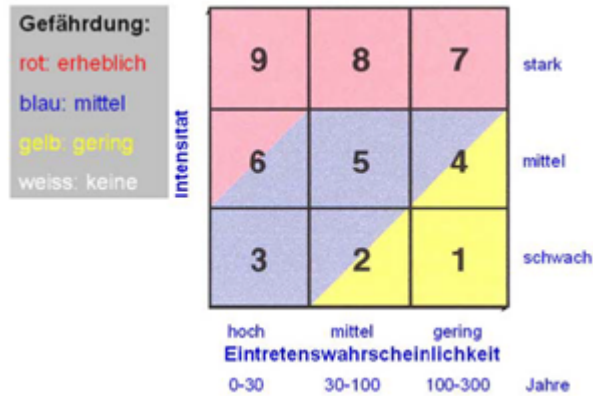 Gefährdung:
rot: erheblich
blau: mittel
gelb: gering
weiss: keine
Intensität
9 8 7 stark
6 5 4 mittel
3 2 1 schwach
hoch mittel gering
Eintretenswahrscheinlichkeit
0-30 30-100 100-300 Jahre